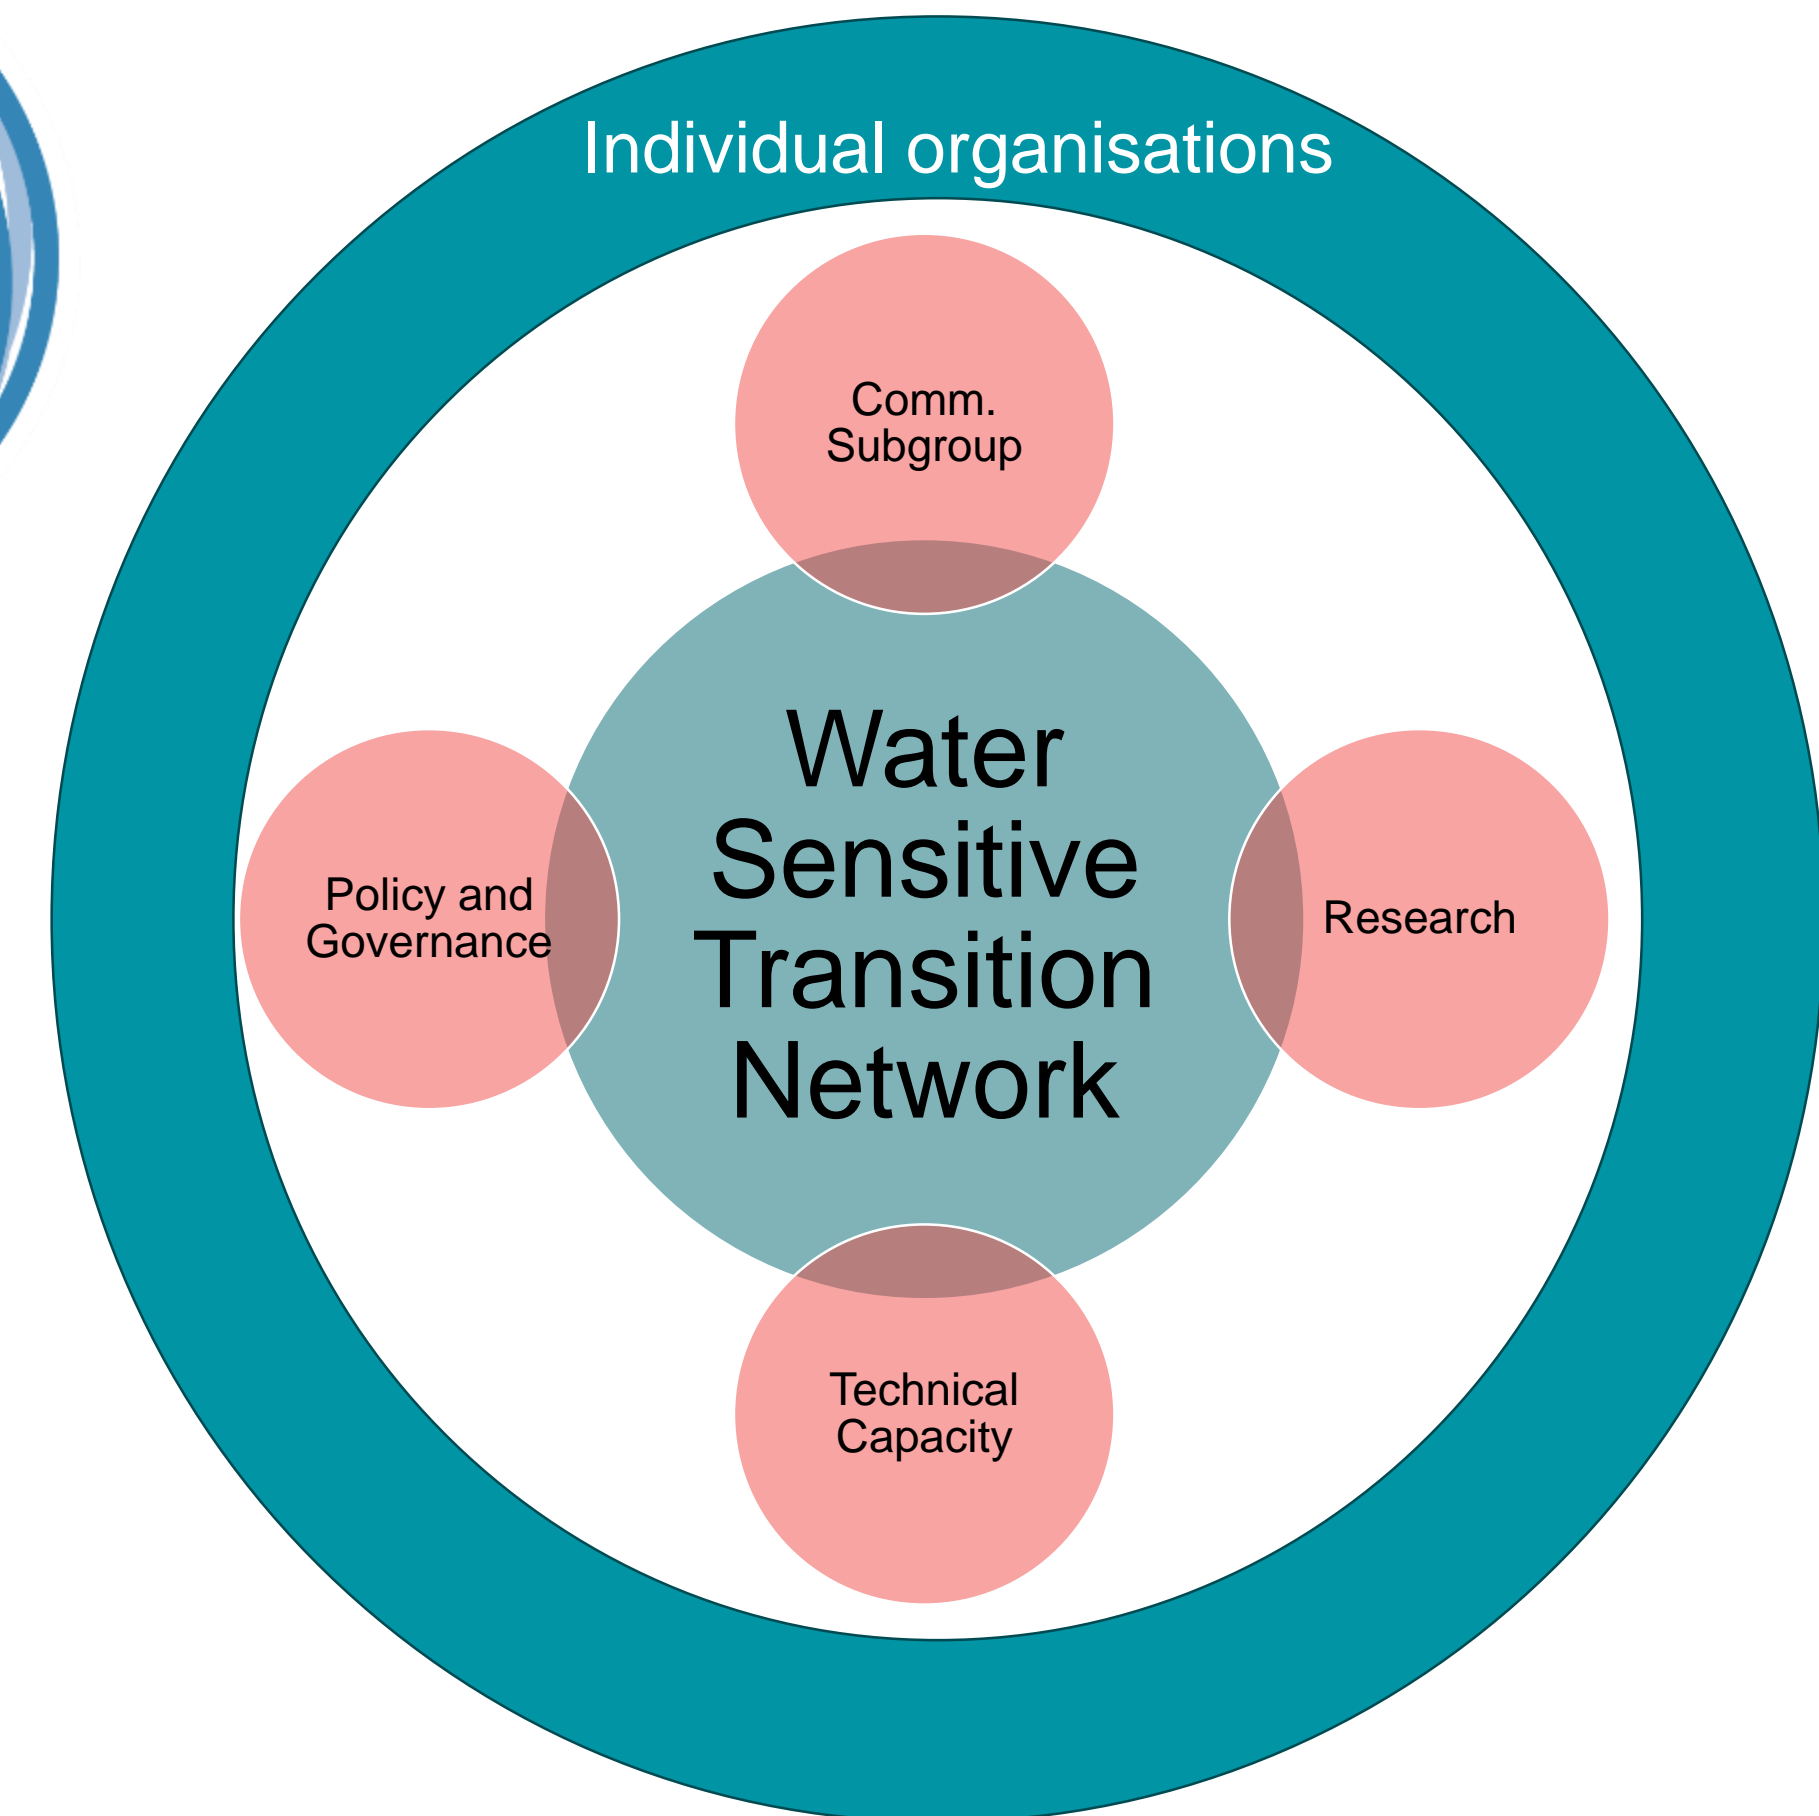 Individual organisations
Comm.
Subgroup
Water
Sensitive
Transition
Network
Policy and
Governance
Research
Technical
Capacity